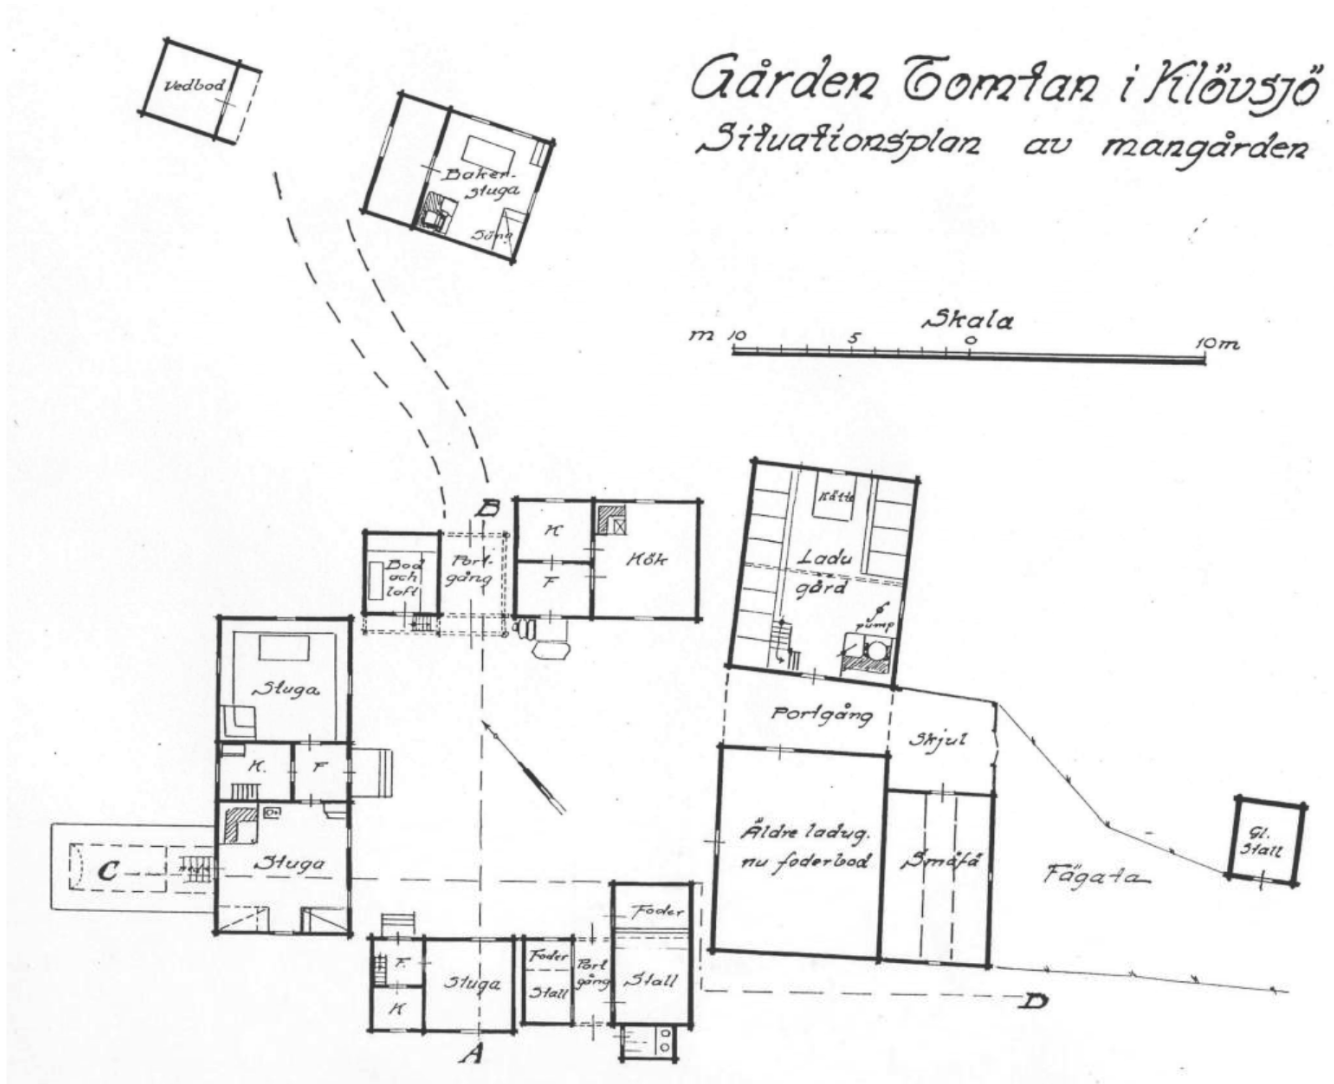 Gården Tomtan i Klövsjö
Situationsplan av mangården
Vedbod
Baker-
stuga
Säng
Skala
m 10 5 0 10 m
B
K
F
Kök
Bod
och
loft
Port-
gång
Kätte
Ladu
gård
pump
Stuga
K.
F
Portgång
Skjul
C
Stuga
Äldre ladug.
nu foderbod
Småfä
Fägata
Gl.
Stall
F.
K
Stuga
Foder
Stall
Port
gång
Foder
Stall
A
D